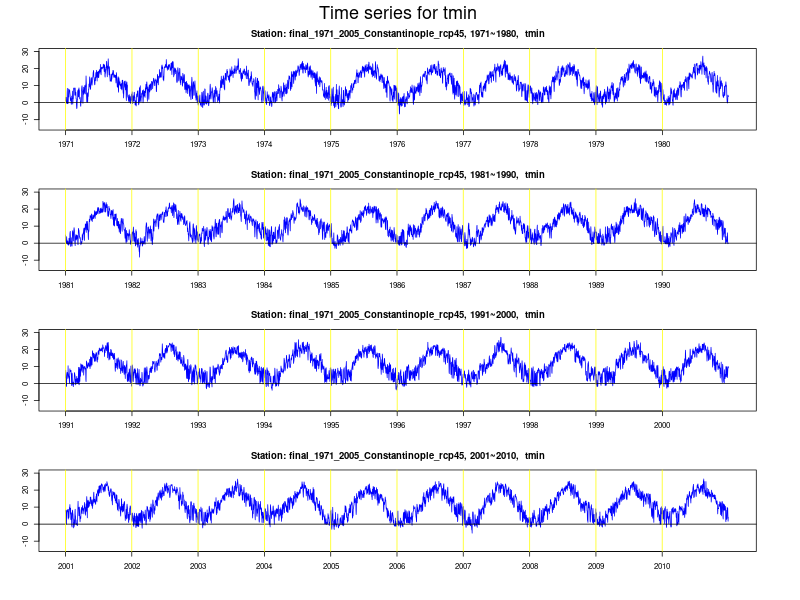 Time series for tmin
Station: final_1971_2005_Constantinople_rcp45, 1971~1980, tmin
30
20
10
0
-10
1971 1972 1973 1974 1975 1976 1977 1978 1979 1980
Station: final_1971_2005_Constantinople_rcp45, 1981~1990, tmin
30
20
10
0
-10
1981 1982 1983 1984 1985 1986 1987 1988 1989 1990
Station: final_1971_2005_Constantinople_rcp45, 1991~2000, tmin
30
20
10
0
-10
1991 1992 1993 1994 1995 1996 1997 1998 1999 2000
Station: final_1971_2005_Constantinople_rcp45, 2001~2010, tmin
30
20
10
0
-10
2001 2002 2003 2004 2005 2006 2007 2008 2009 2010